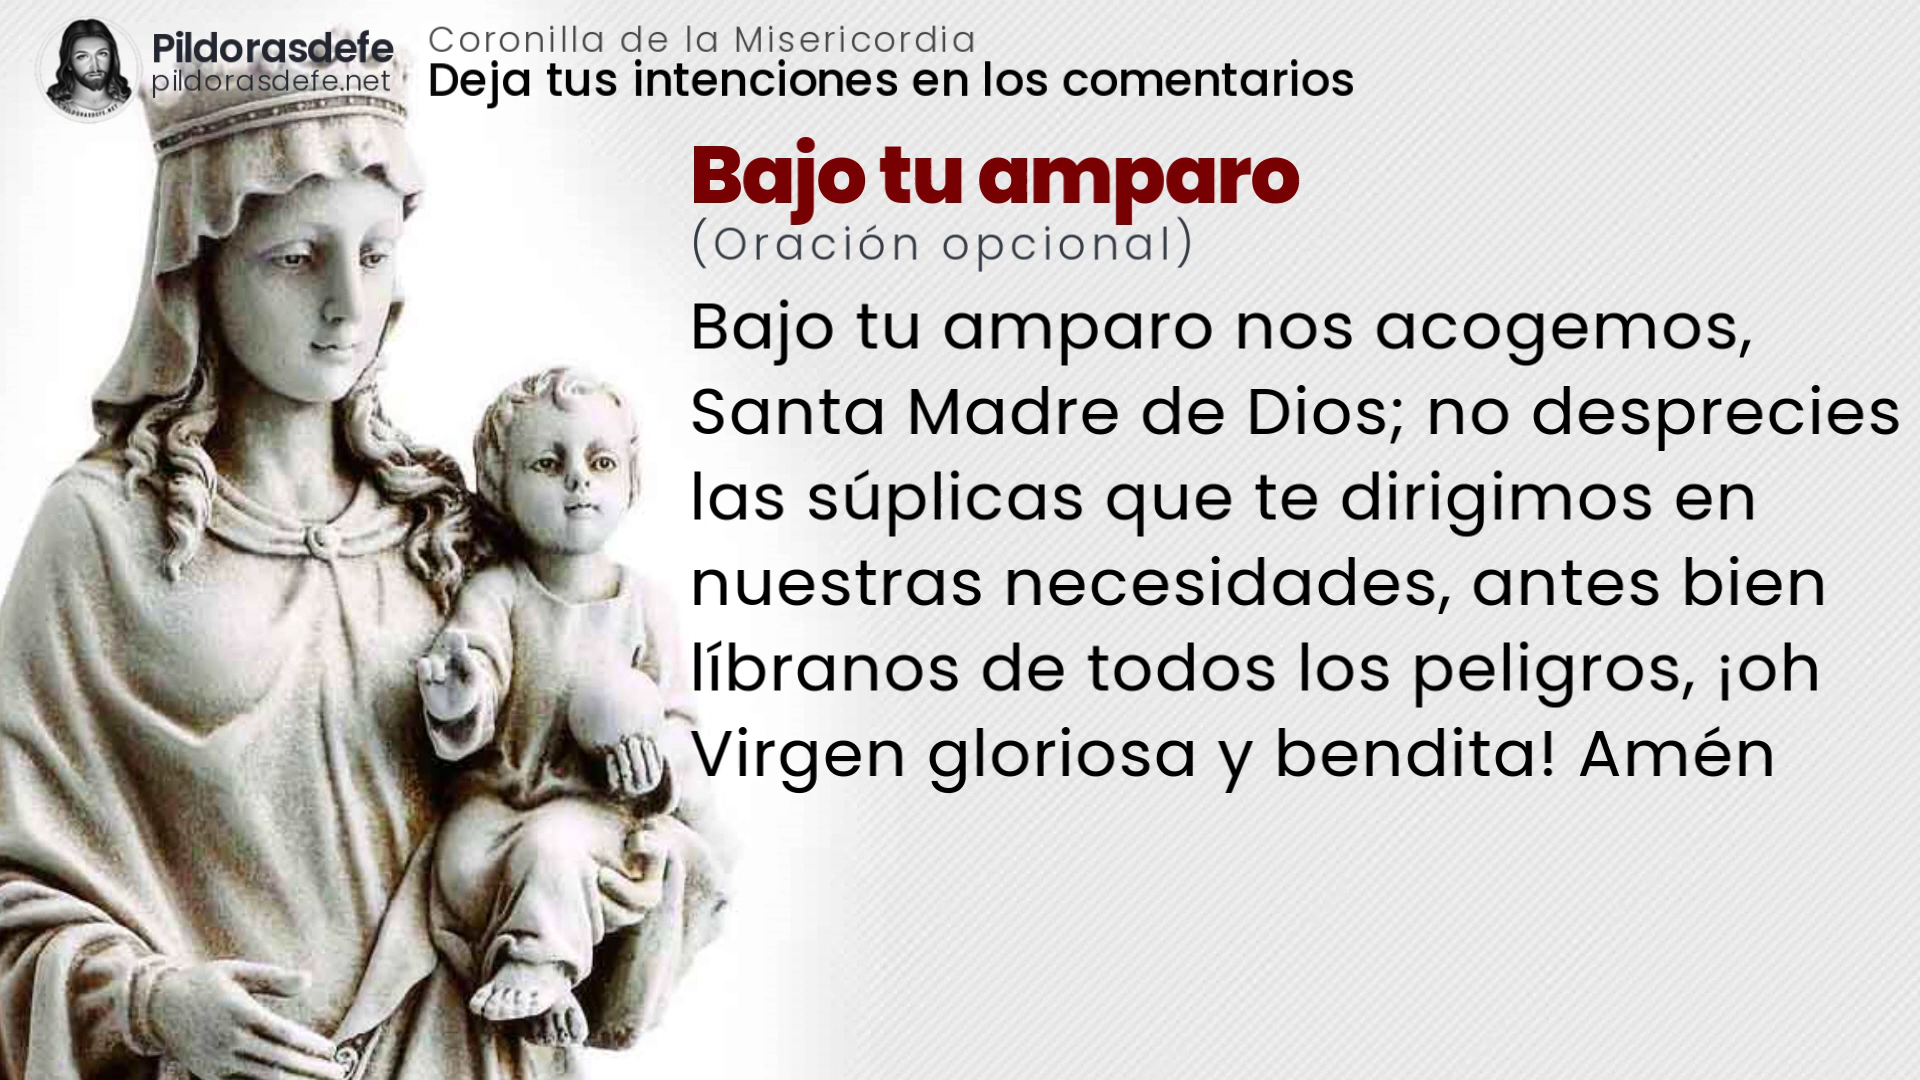 Pildorasdefe
pildorasdefe.net
Coronilla de la Misericordia
Deja tus intenciones en los comentarios
Bajo tu amparo
(Oración opcional)
Bajo tu amparo nos acogemos,
Santa Madre de Dios; no desprecies
las súplicas que te dirigimos en
nuestras necesidades, antes bien
líbranos de todos los peligros, ¡oh
Virgen gloriosa y bendita! Amén